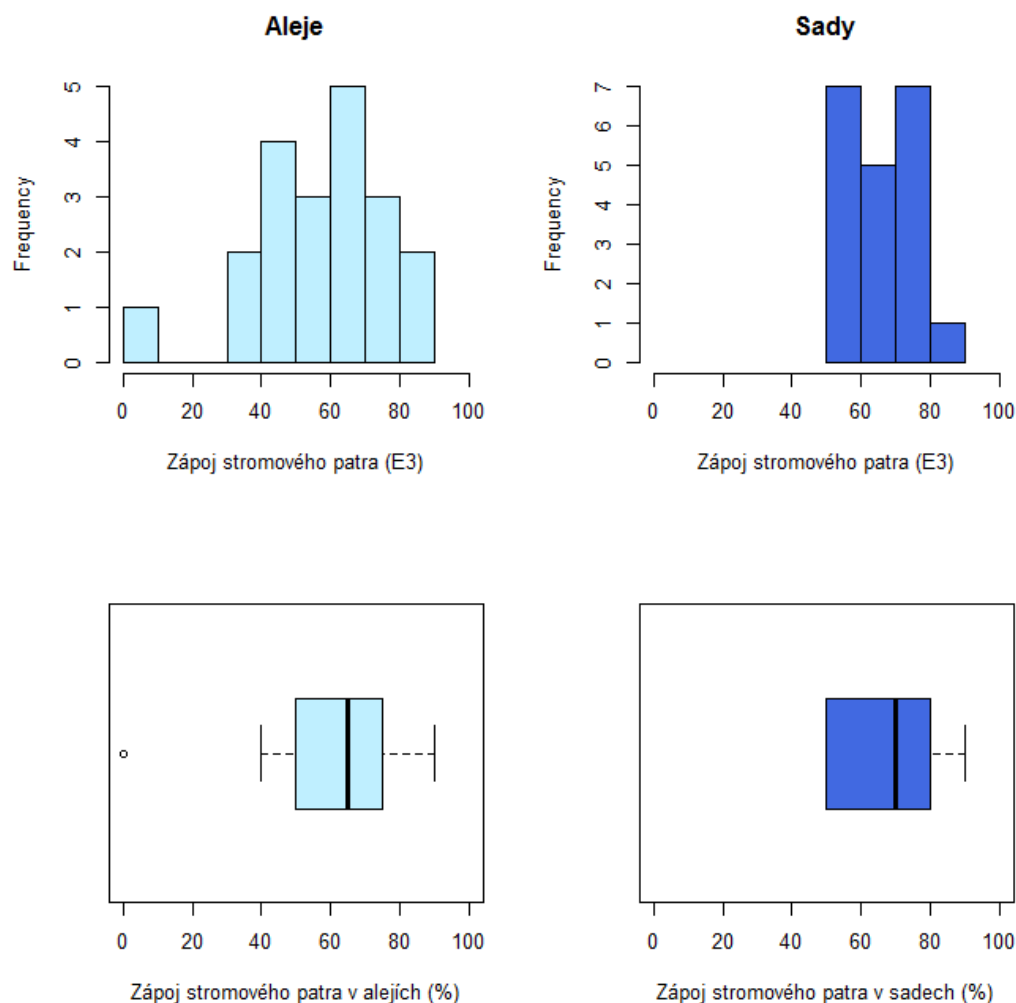 Aleje
Frequency
0 1 2 3 4 5
0 20 40 60 80 100
Zápoj stromového patra (E3)
Sady
Frequency
0 1 2 3 4 5 6 7
0 20 40 60 80 100
Zápoj stromového patra (E3)
0 20 40 60 80 100
Zápoj stromového patra v alejích (%)
0 20 40 60 80 100
Zápoj stromového patra v sadech (%)